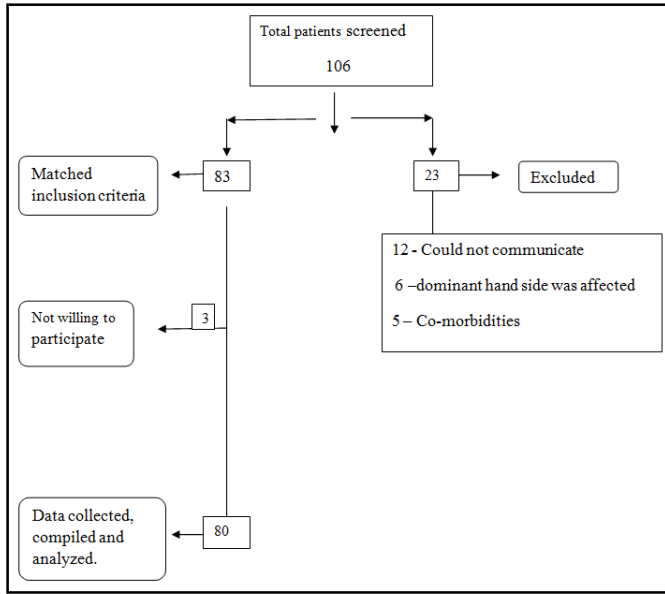 Total patients screened
106
Matched
inclusion criteria
83
23
Excluded
12 - Could not communicate
6 –dominant hand side was affected
5 – Co-morbidities
Not willing to
participate
3
Data collected,
compiled and
analyzed.
80